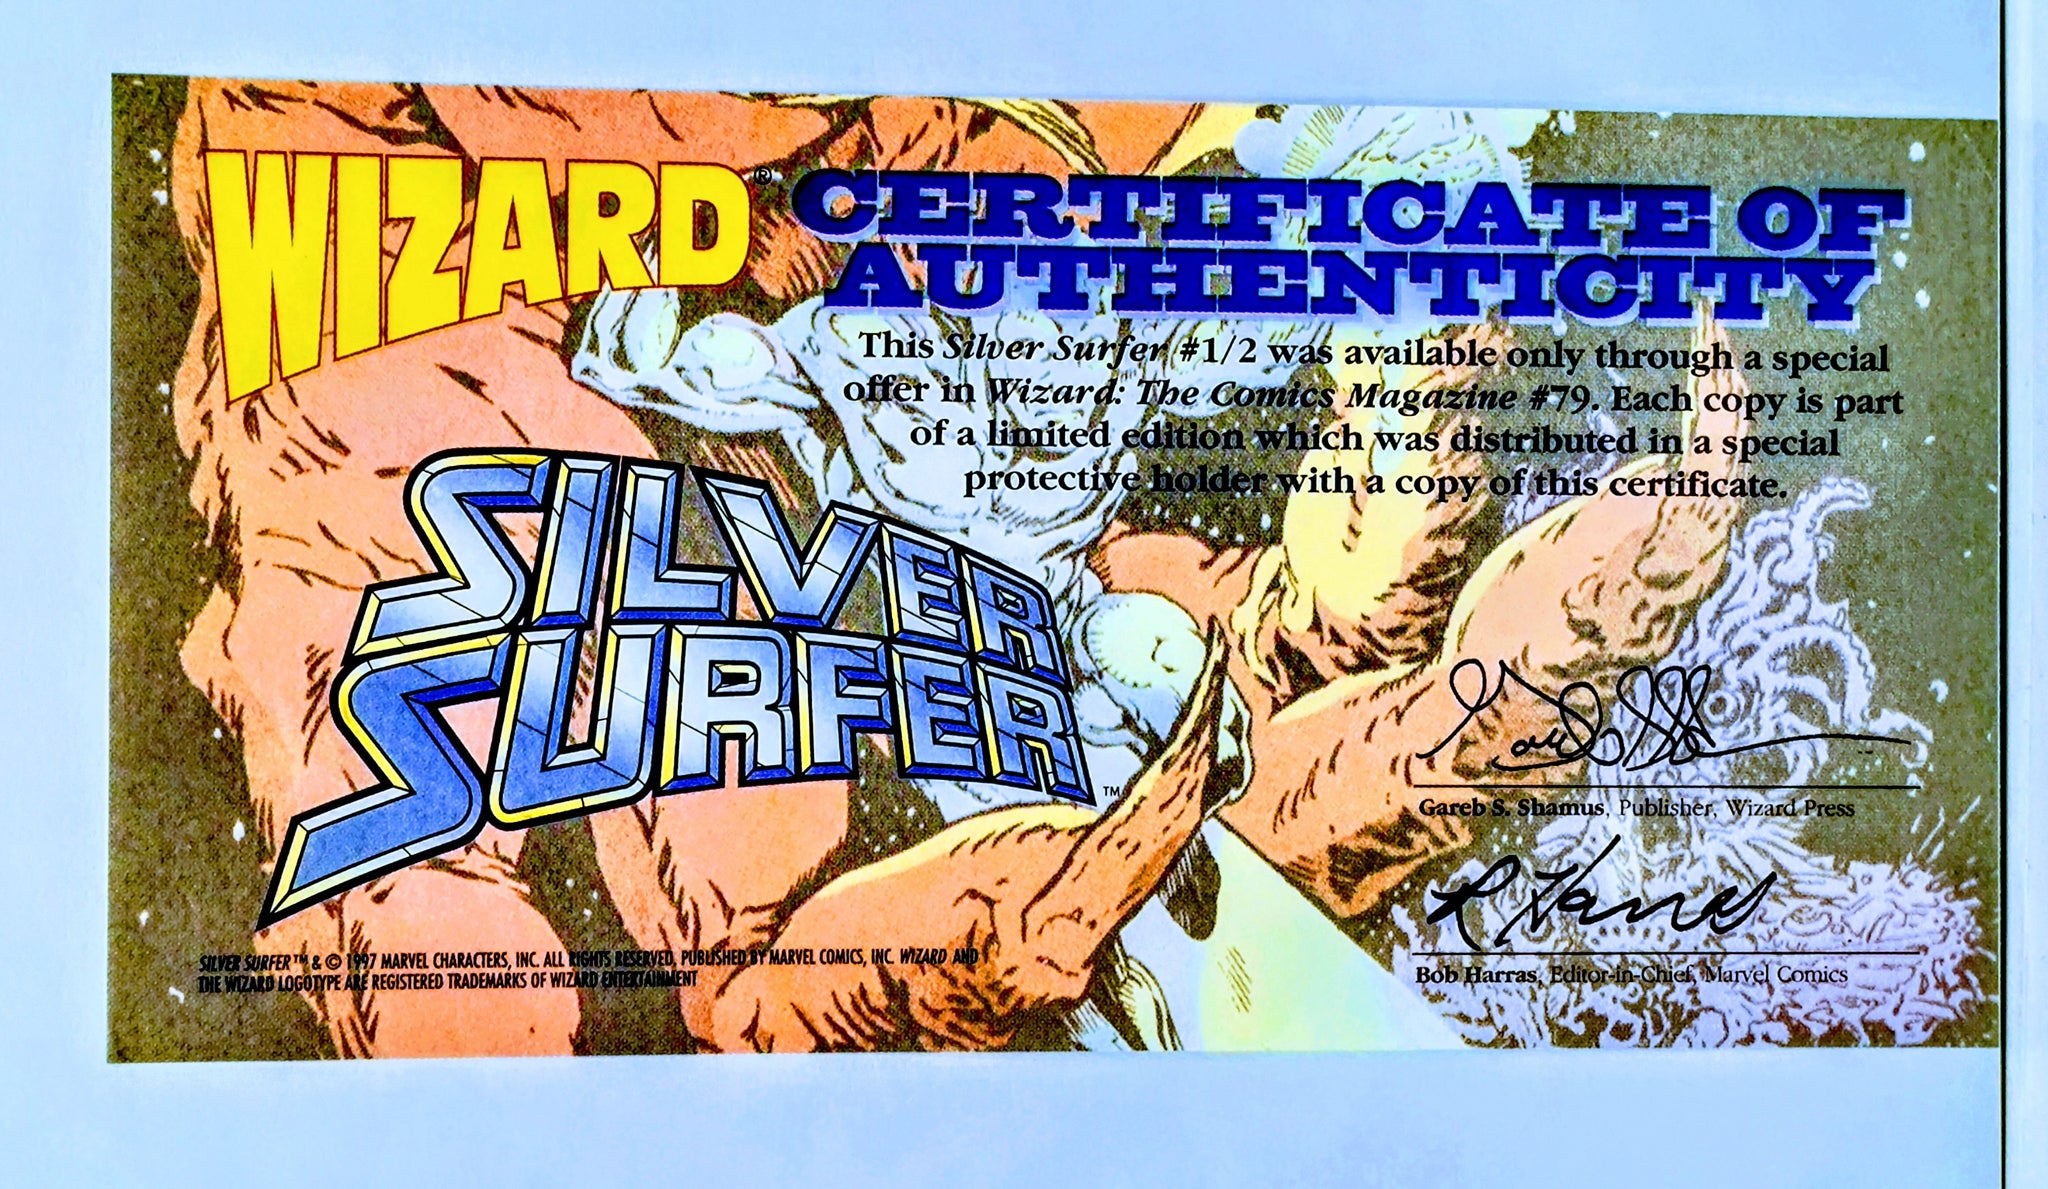 WIZARD®
CERTIFICATE OF
AUTHENTICITY
This Silver Surfer #1/2 was available only through a special
offer in Wizard: The Comics Magazine #79. Each copy is part
of a limited edition which was distributed in a special
protective holder with a copy of this certificate.
SILVER
SURFER™
Gareb S. Shamus, Publisher, Wizard Press
R Harras
Bob Harras, Editor-in-Chief, Marvel Comics
SILVER SURFER™ & © 1997 MARVEL CHARACTERS, INC. ALL RIGHTS RESERVED. PUBLISHED BY MARVEL COMICS, INC. WIZARD AND
THE WIZARD LOGOTYPE ARE REGISTERED TRADEMARKS OF WIZARD ENTERTAINMENT